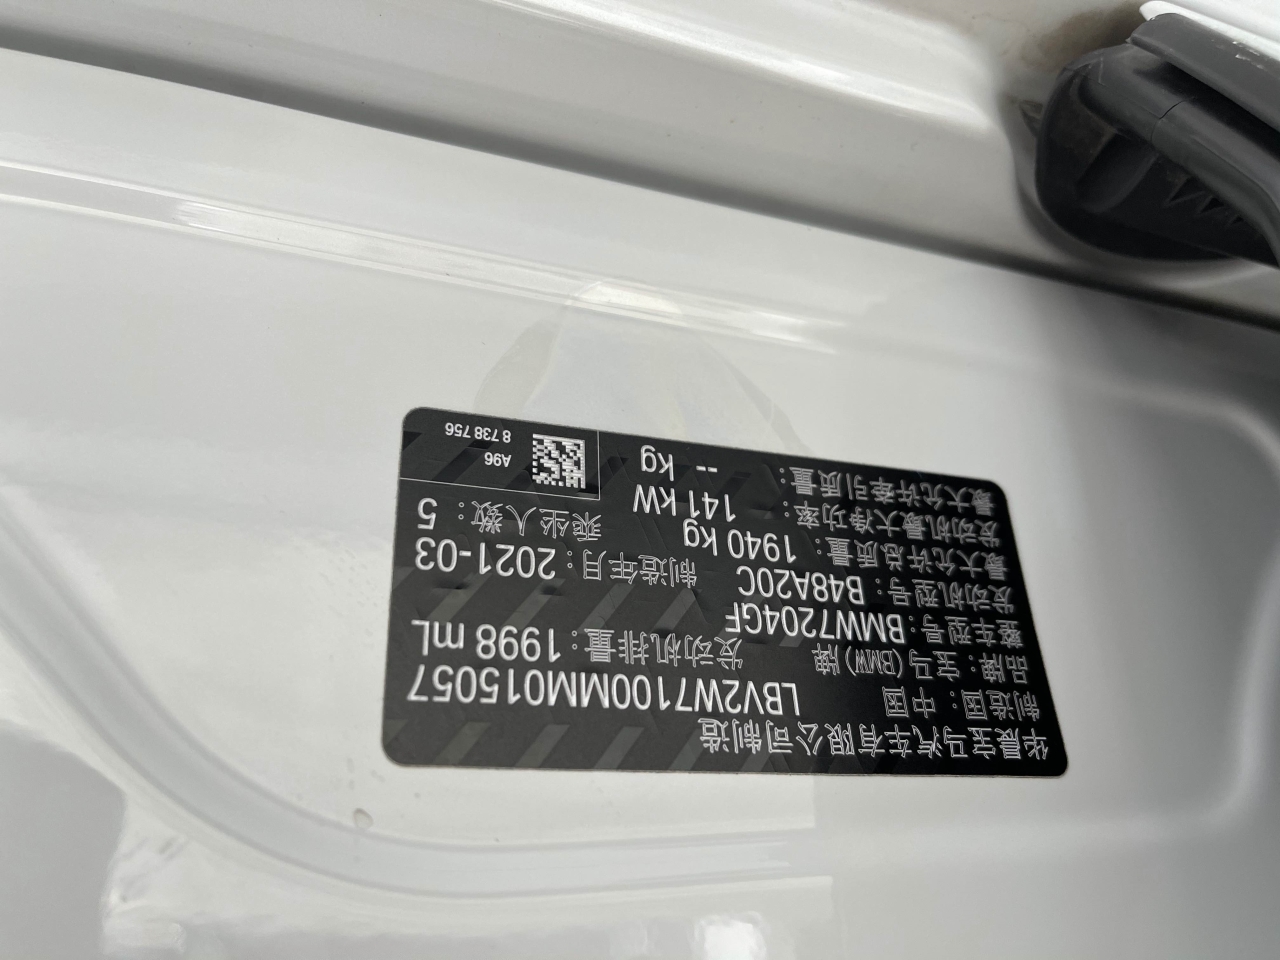 华晨宝马汽车有限公司制造
制造国：中国 LBV2W7100MM015057
品牌：宝马(BMW)牌 发动机排量：1998 mL
整车型号：BMW7204GF
发动机型号：B48A20C 制造年月：2021-03
最大允许总质量：1940 kg 乘坐人数：5
发动机最大净功率：141 kW
最大允许牵引质量：-- kg
A96
8 738 756